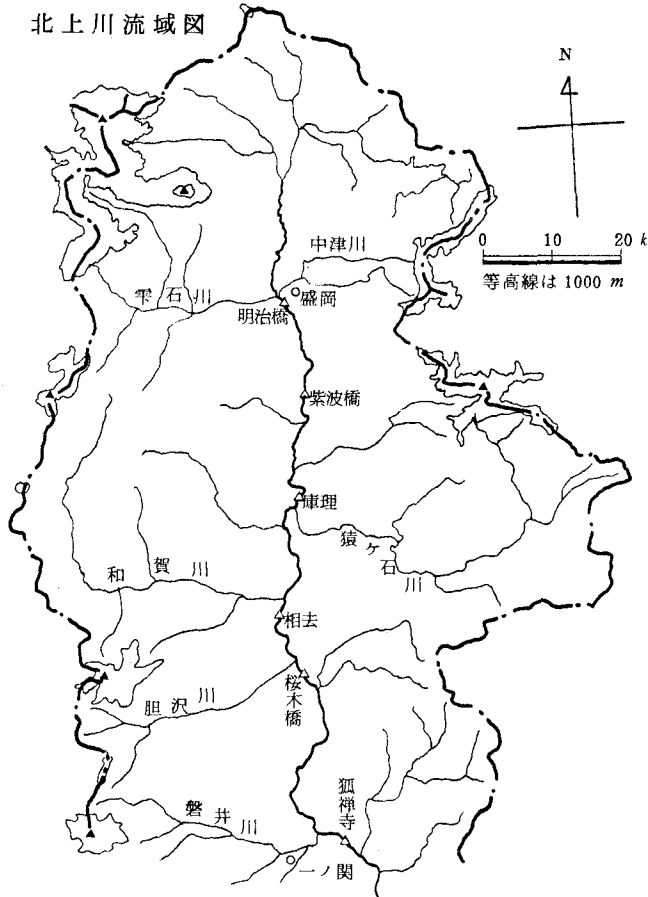 北上川流域図
N
0 10 20 k
等高線は 1000 m
中津川
雫石川
盛岡
明治橋
紫波橋
庫理
猿ヶ石川
和賀川
相去
桜木橋
胆沢川
狐禅寺
磐井川
一ノ関